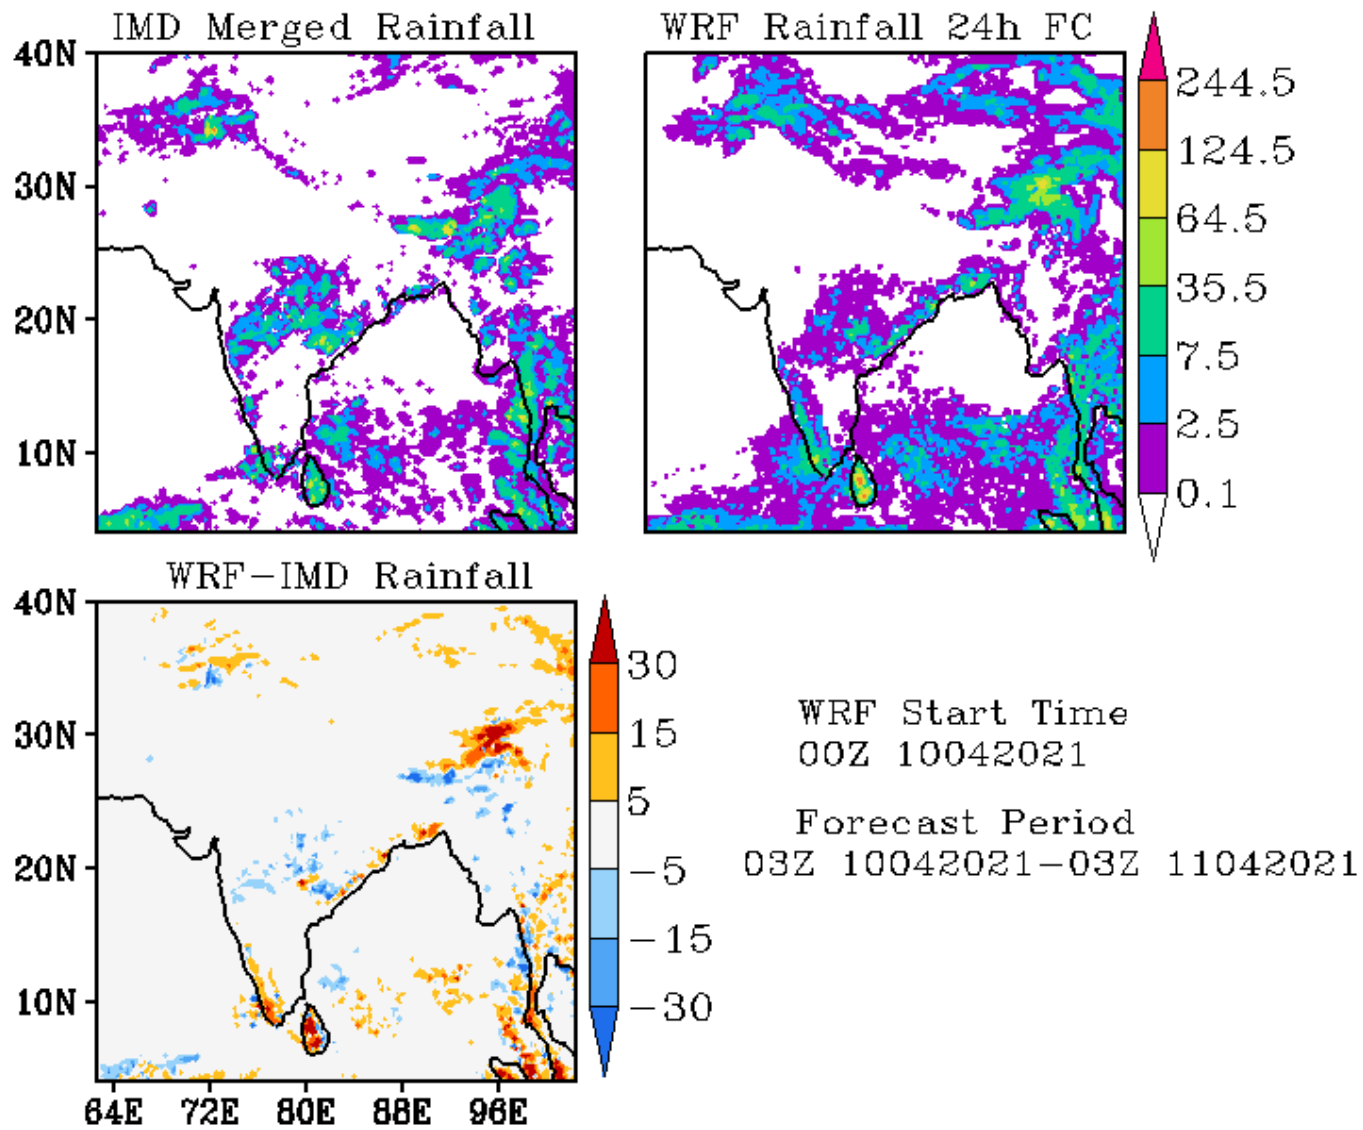 IMD Merged Rainfall
WRF Rainfall 24h FC
40N
30N
20N
10N
244.5
124.5
64.5
35.5
7.5
2.5
0.1
WRF-IMD Rainfall
40N
30N
20N
10N
64E 72E 80E 88E 96E
30
15
5
-5
-15
-30
WRF Start Time
00Z 10042021
Forecast Period
03Z 10042021-03Z 11042021